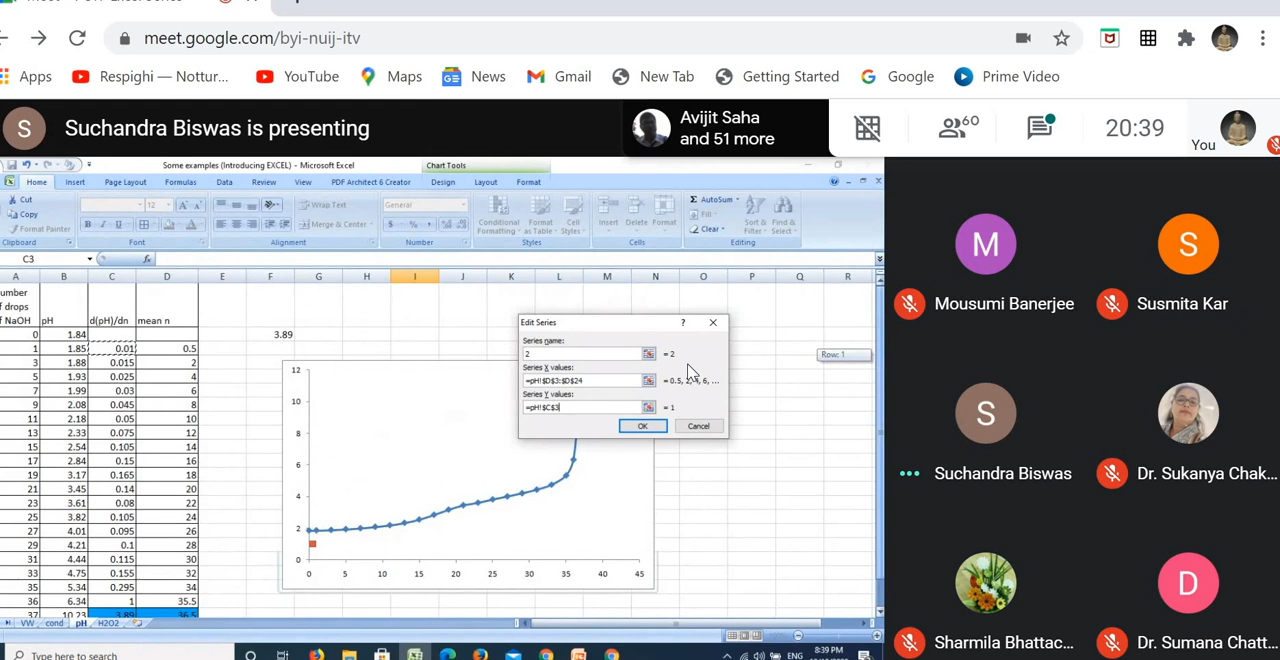 meet.google.com/byi-nuij-itv
Apps Respighi — Nottur... YouTube Maps News Gmail New Tab Getting Started Google Prime Video
S Suchandra Biswas is presenting
Avijit Saha
and 51 more
60 20:39
You
Some examples (Introducing EXCEL) - Microsoft Excel Chart Tools
Home Insert Page Layout Formulas Data Review View PDF Architect 6 Creator Design Layout Format
Cut
Copy
Format Painter
Clipboard
12 A A
B I U
Font
Wrap Text
Merge & Center
Alignment
General
Number
Conditional Formatting Format as Table Cell Styles
Styles
Insert Delete Format
Cells
AutoSum
Fill
Clear
Sort & Filter Find & Select
Editing
C3 fx
A B C D E F G H I J K L M N O P Q R
of NaOH pH d(pH)/dn mean n
0 1.84 3.89
1 1.85 0.01 0.5
3 1.88 0.015 2
5 1.93 0.025 4
7 1.99 0.03 6
9 2.08 0.045 8
11 2.18 0.05 10
13 2.33 0.075 12
15 2.54 0.105 14
17 2.84 0.15 16
19 3.17 0.165 18
21 3.45 0.14 20
23 3.61 0.08 22
25 3.82 0.105 24
27 4.01 0.095 26
29 4.21 0.1 28
31 4.44 0.115 30
33 4.75 0.155 32
35 5.34 0.295 34
36 6.34 1 35.5
37 10.23 3.89 36.5
12
10
8
6
4
2
0
0 5 10 15 20 25 30 35 40 45
Edit Series ?
Series name:
2 = 2
Series X values:
=pH!$D$3:$D$24
Series Y values:
=pH!$C$3 = 1
OK Cancel
Row: 1
VW cond pH H2O2
Type here to search
ENG
8:39 PM
M S
Mousumi Banerjee Susmita Kar
S
Suchandra Biswas Dr. Sukanya Chak...
D
Sharmila Bhattac... Dr. Sumana Chatt...